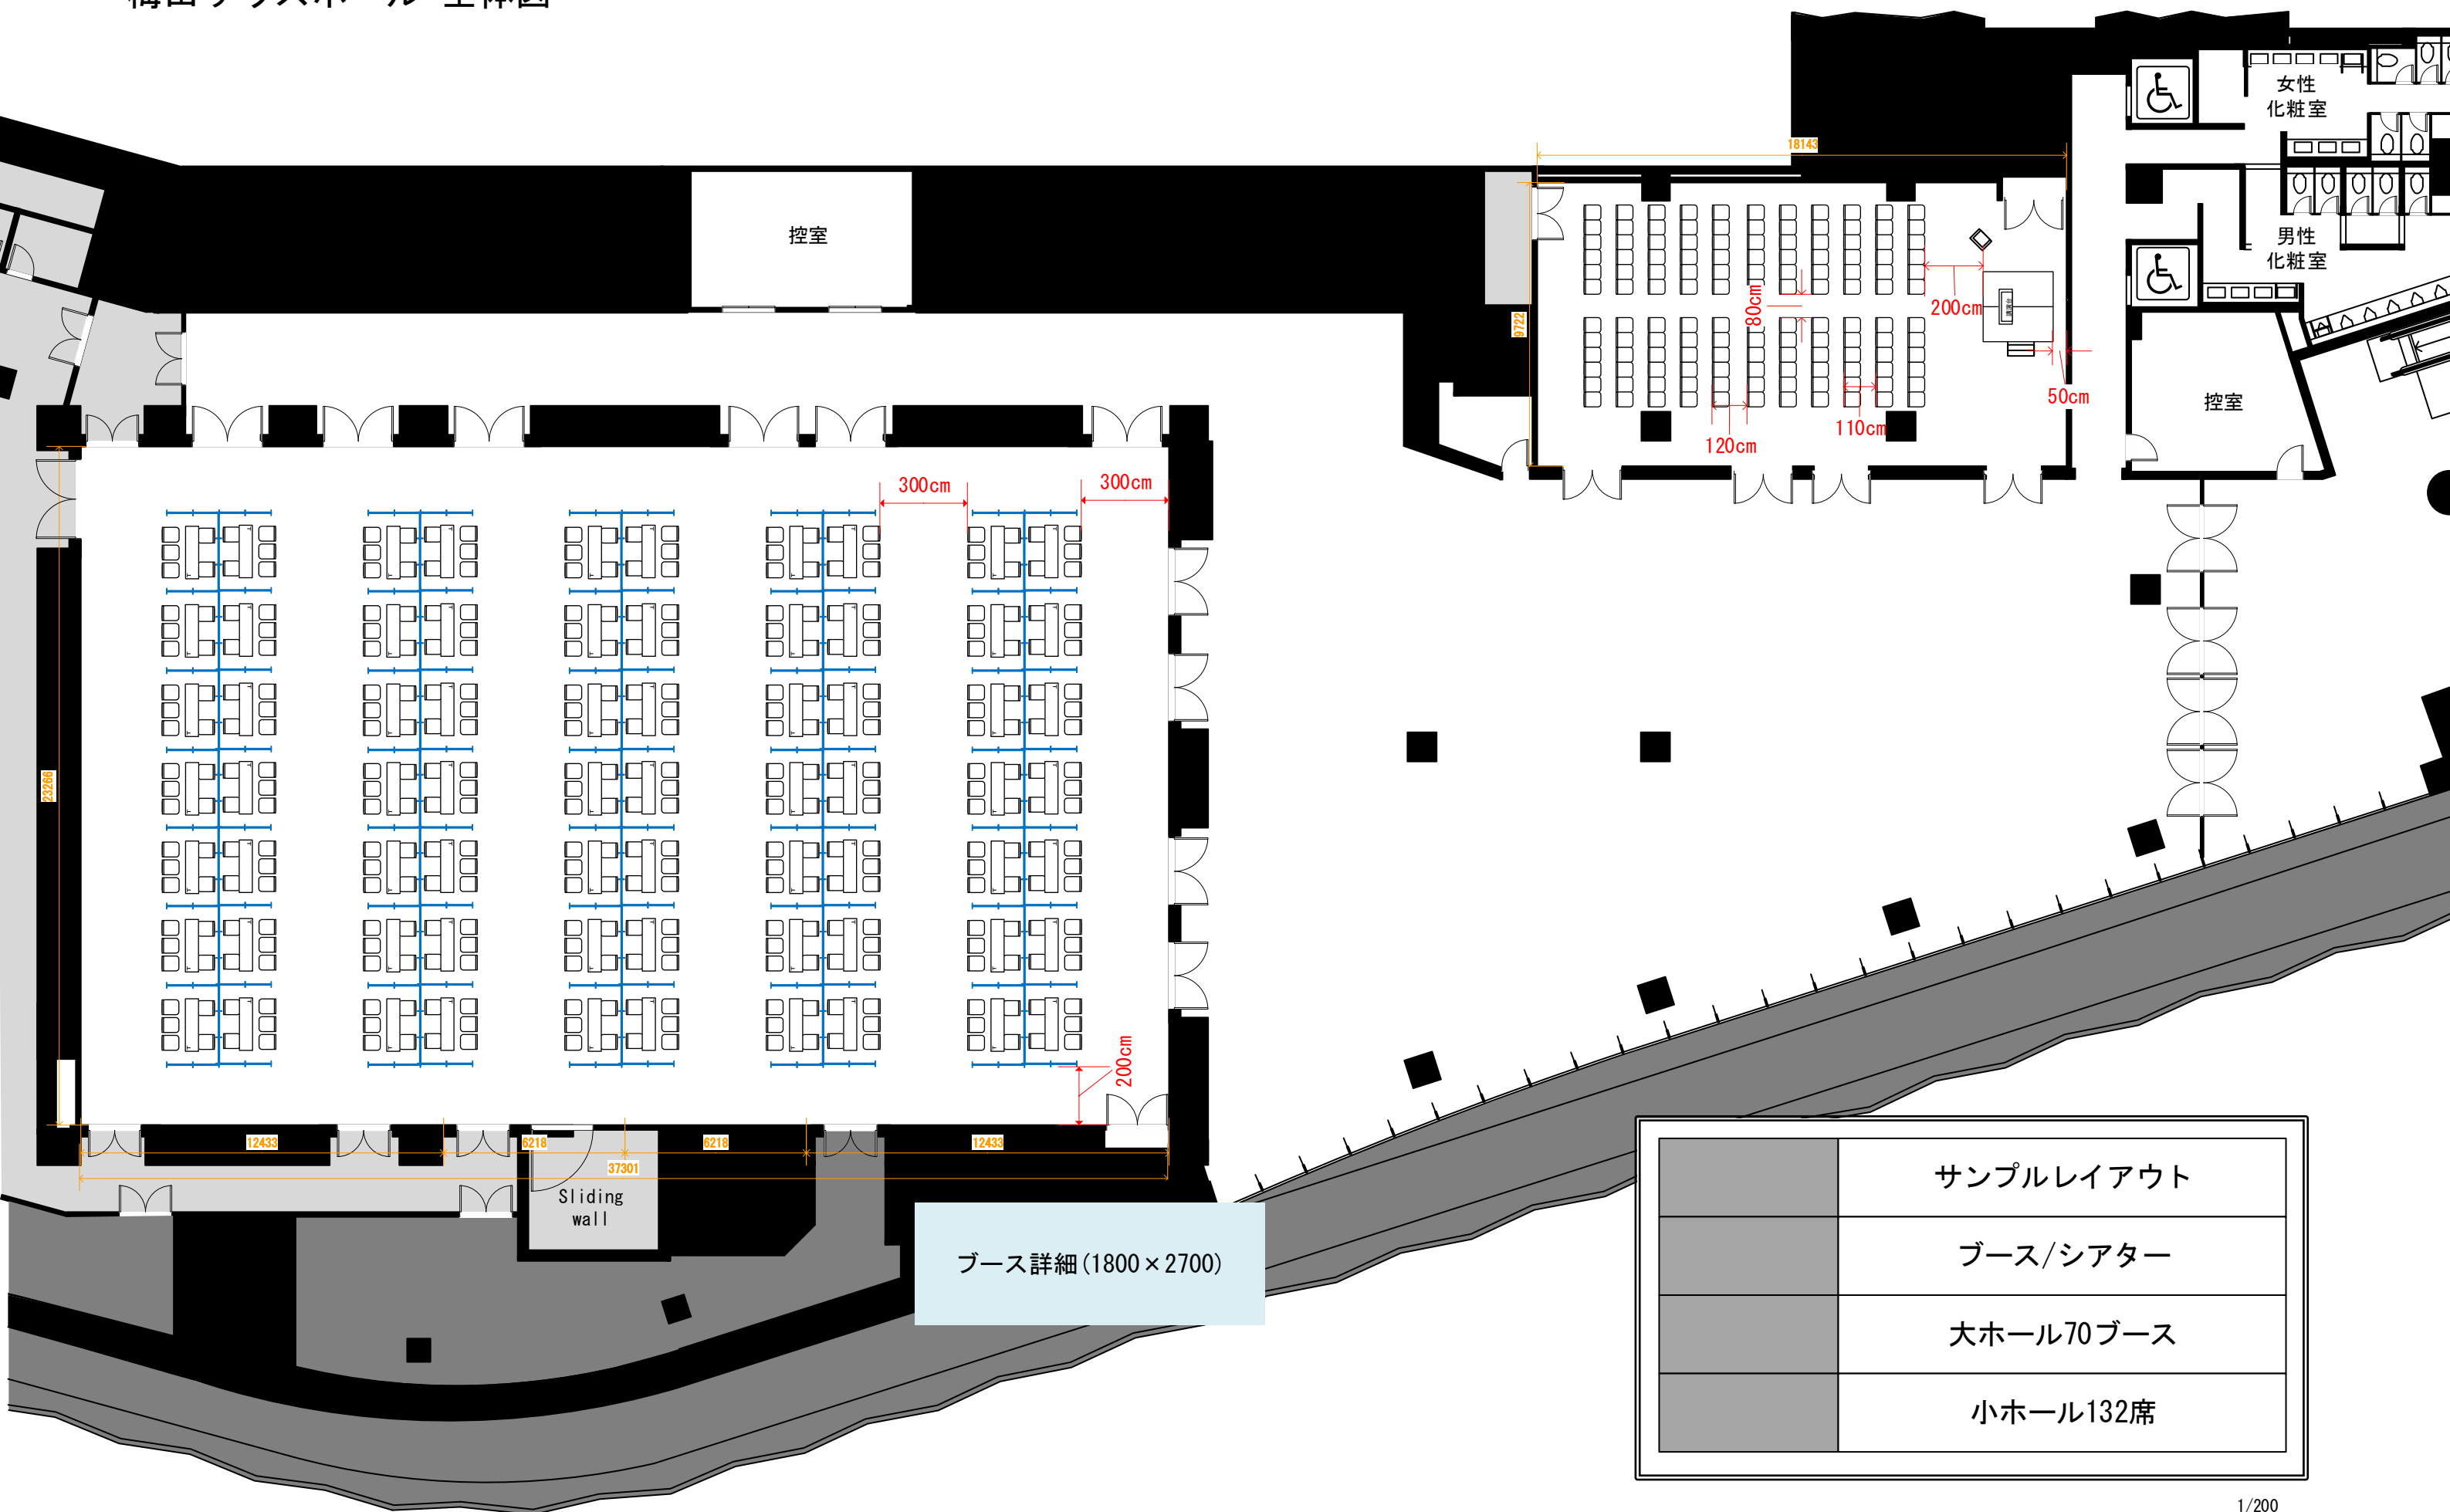 女性
化粧室
18143
控室
男性
化粧室
80cm
200cm
9722
50cm
控室
110cm
120cm
300cm
300cm
23266
200cm
12433
6218
6218
12433
37301
Sliding
wall
ブース詳細(1800×2700)
サンプルレイアウト
ブース/シアター
大ホール70ブース
小ホール132席
1/200